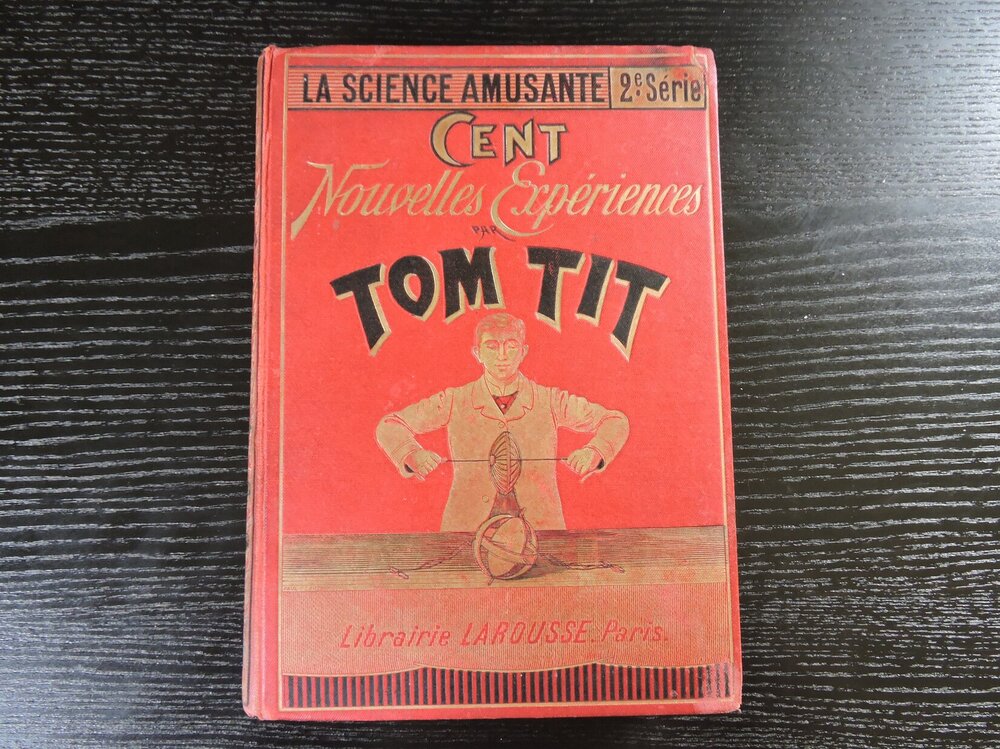 LA SCIENCE AMUSANTE 2e. Série
CENT
Nouvelles Expériences
PAR
TOM TIT
Librairie LAROUSSE. Paris.